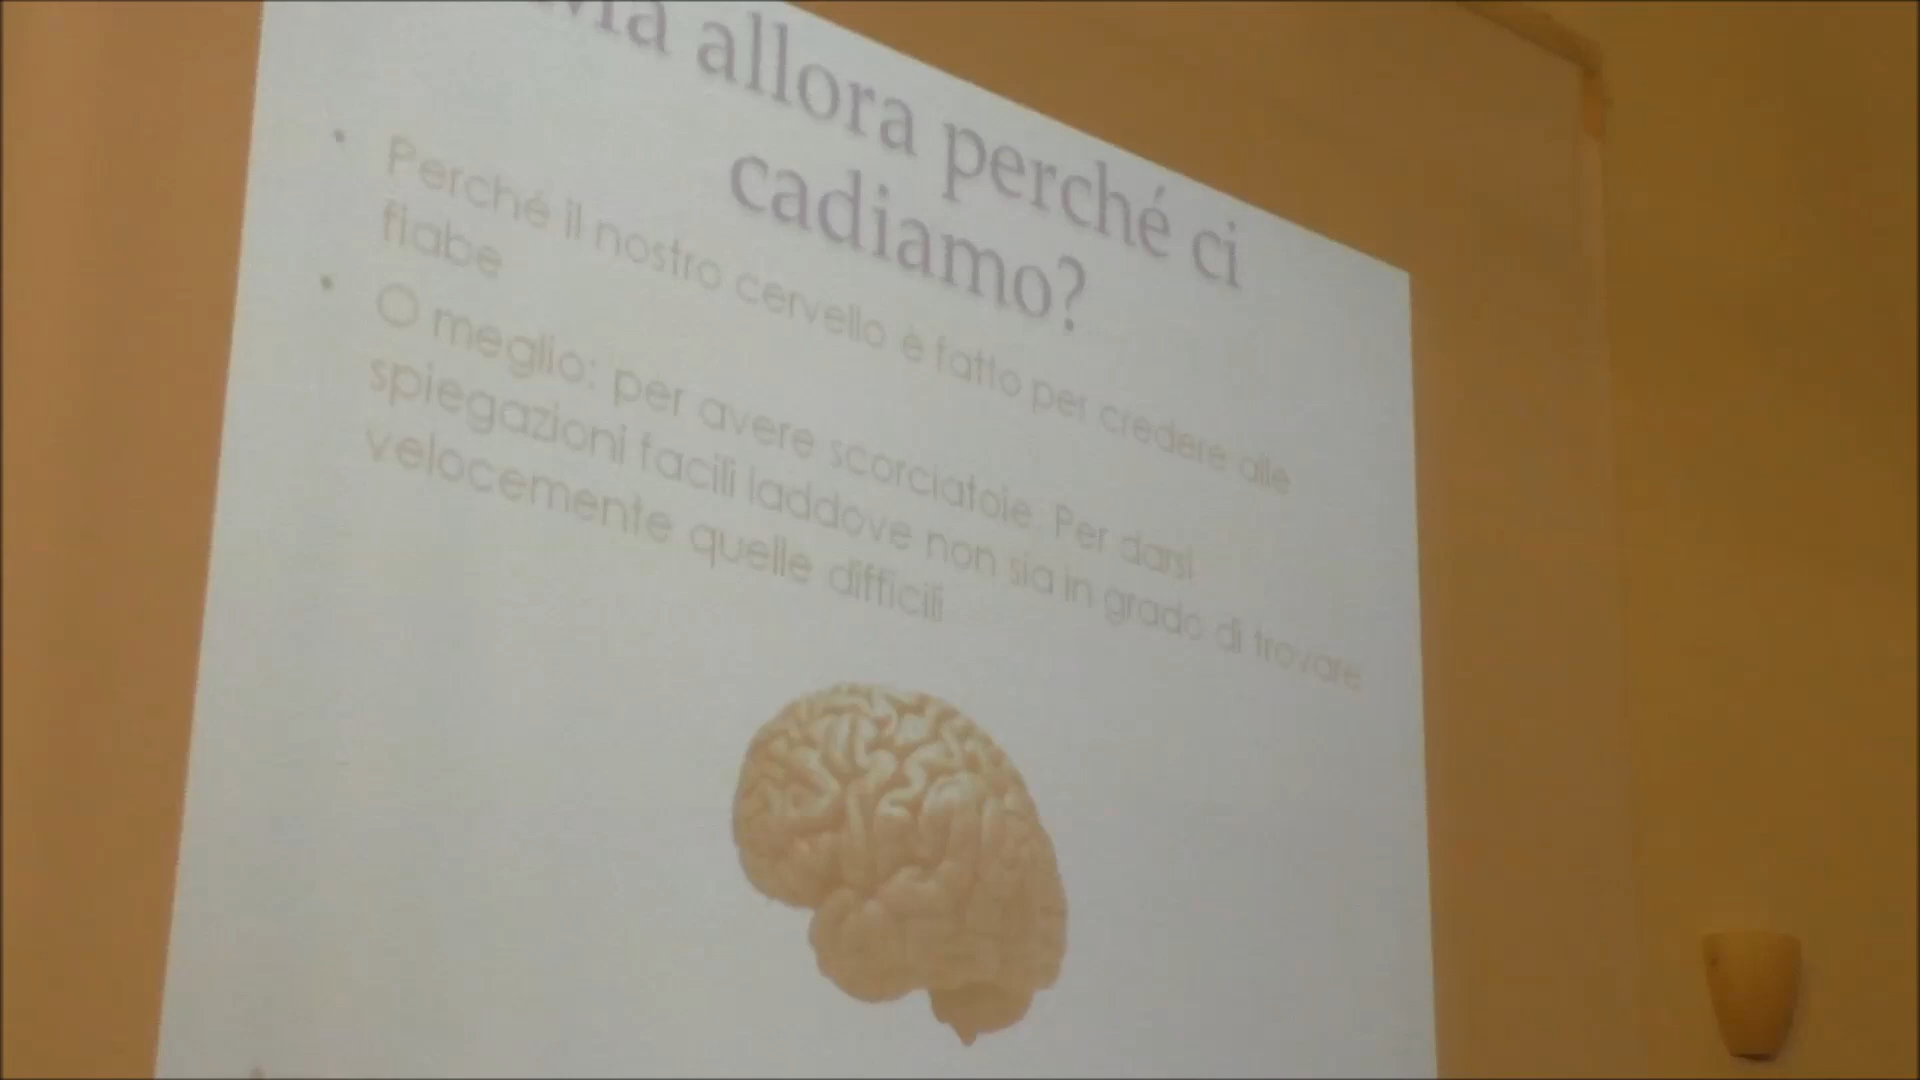 Ma allora perché ci
cadiamo?
• Perché il nostro cervello è fatto per credere alle
fiabe
• O meglio: per avere scorciatoie. Per darsi
spiegazioni facili laddove non sia in grado di trovare
velocemente quelle difficili